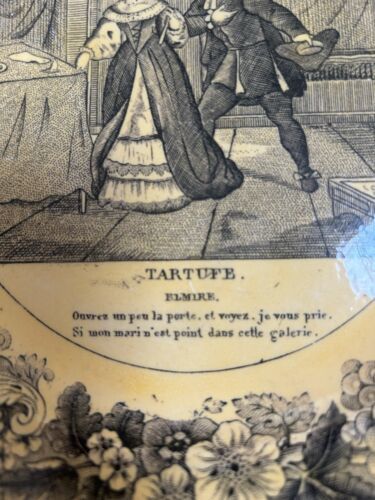 TARTUFE.
ELMIRE.
Ouvrez un peu la porte, et voyez, je vous prie.
Si mon mari n'est point dans cette galerie.